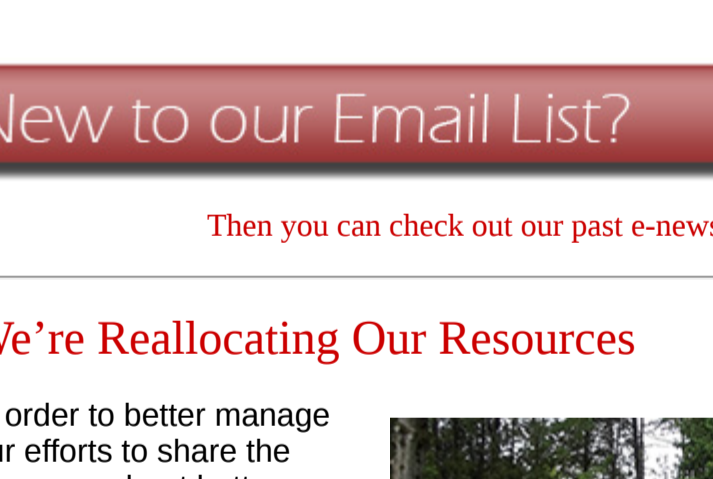 New to our Email List?
Then you can check out our past e-news
We’re Reallocating Our Resources
order to better manage
our efforts to share the